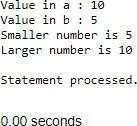 Value in a : 10
Value in b : 5
Smaller number is 5
Larger number is 10
Statement processed.
0.00 seconds